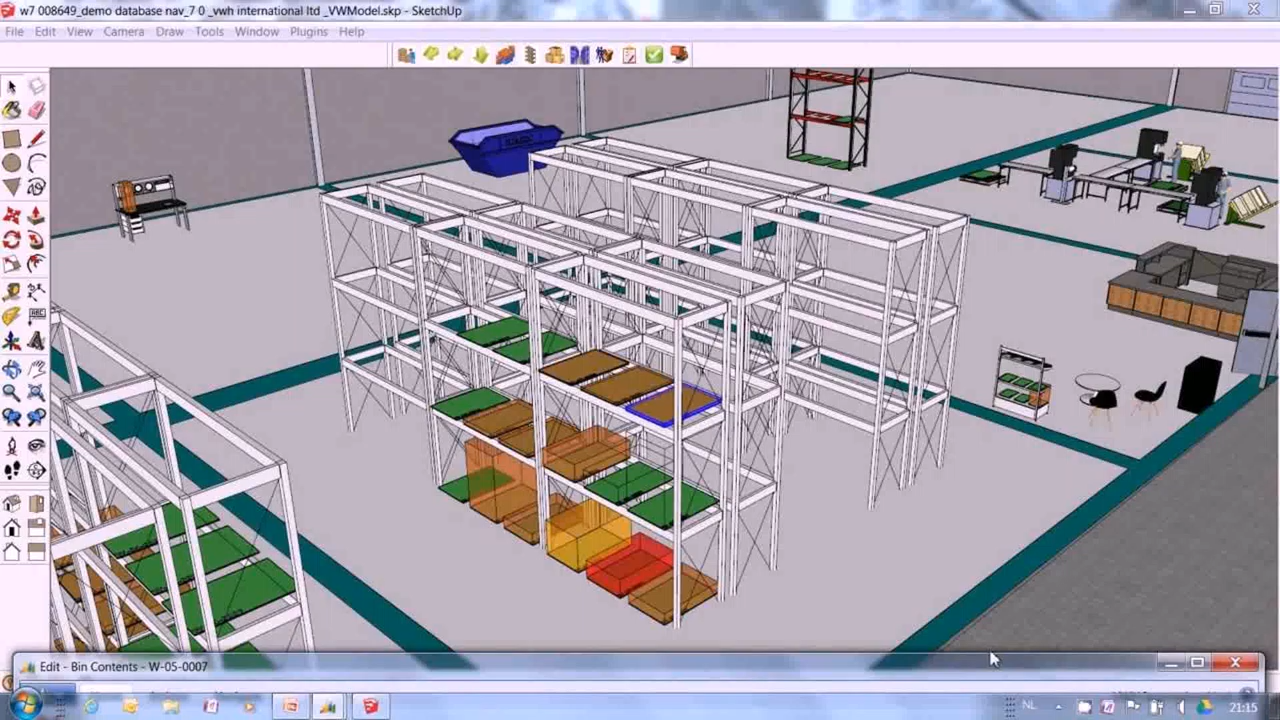 w7 008649_demo database nav_7 0 _vwh international ltd _VWModel.skp - SketchUp
File Edit View Camera Draw Tools Window Plugins Help
ABC
Edit - Bin Contents - W-05-0007
NL
21:15